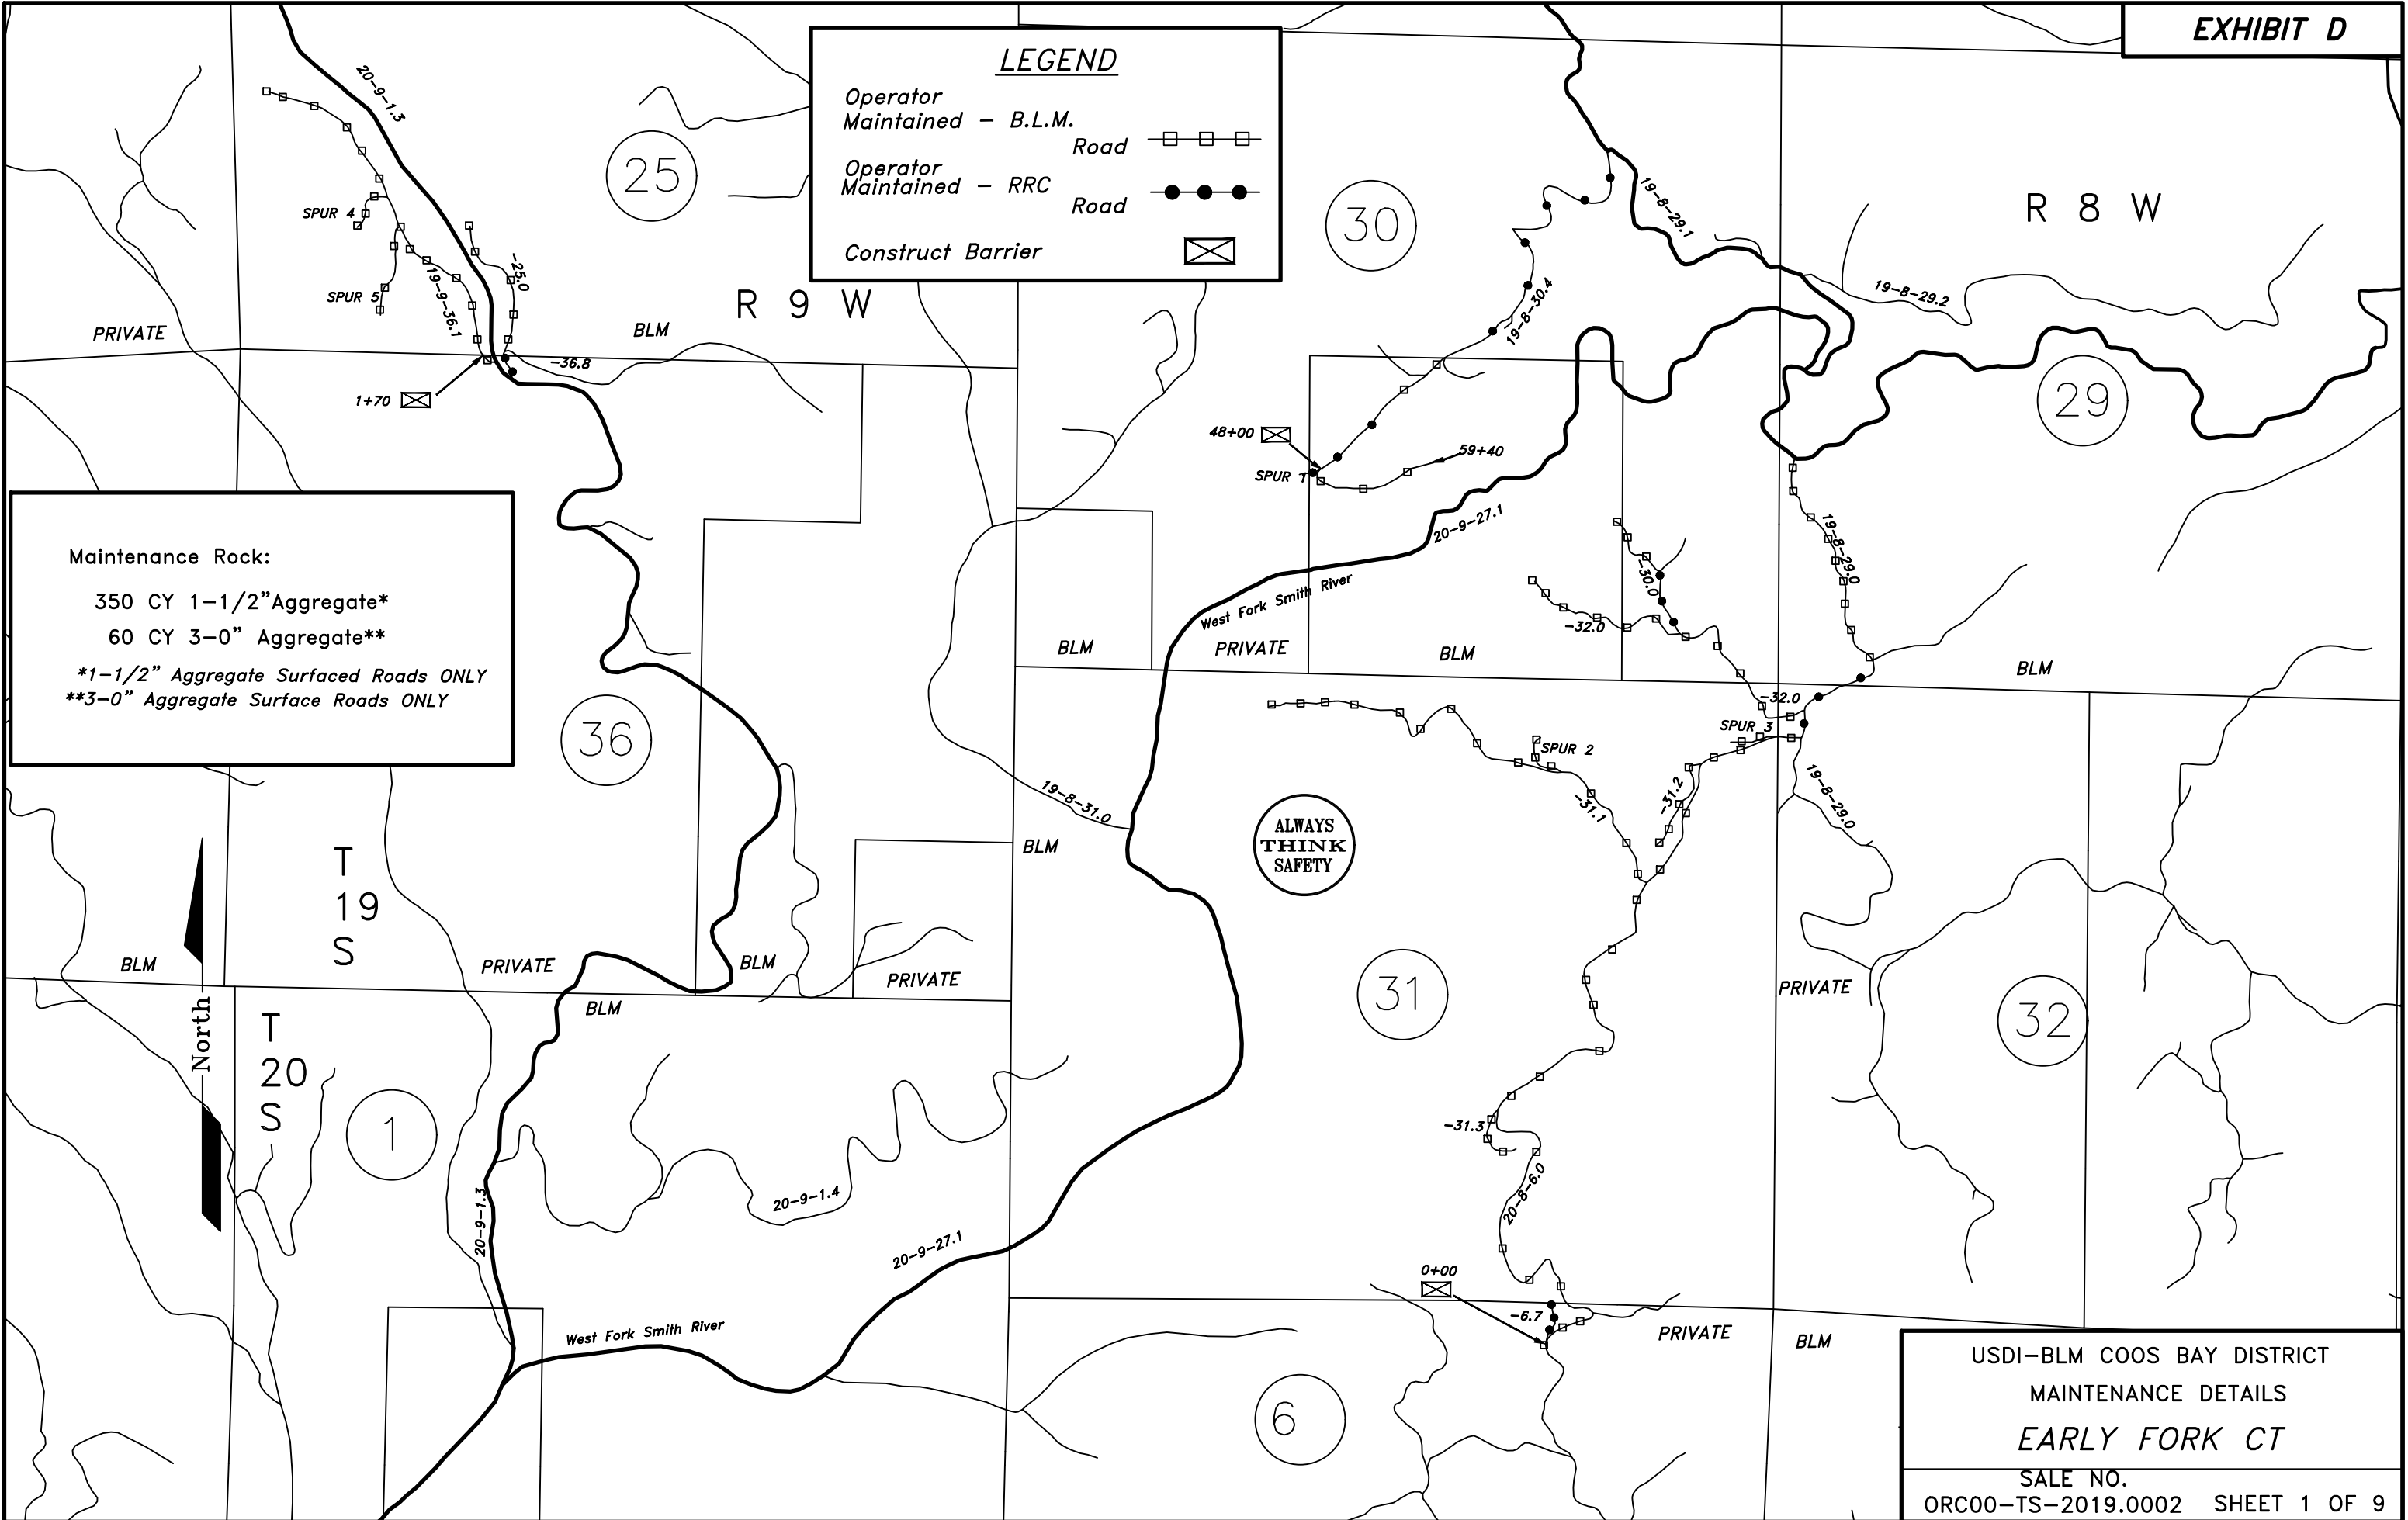 EXHIBIT D
LEGEND
Operator
Maintained - B.L.M.
Road
Operator
Maintained - RRC
Road
Construct Barrier
20-9-1.3
25
SPUR 4
SPUR 5
19-9-36.1
-25.0
R 9 W
PRIVATE
BLM
-36.8
1+70
30
19-8-29.1
R 8 W
19-8-29.2
19-8-30.4
29
48+00
59+40
SPUR 1
20-9-27.1
19-8-29.0
-30.0
-32.0
West Fork Smith River
BLM
PRIVATE
BLM
BLM
Maintenance Rock:
350 CY 1-1/2"Aggregate*
60 CY 3-0" Aggregate**
*1-1/2" Aggregate Surfaced Roads ONLY
**3-0" Aggregate Surface Roads ONLY
36
-32.0
SPUR 3
SPUR 2
-31.1
-31.2
19-8-29.0
19-8-31.0
BLM
ALWAYS
THINK
SAFETY
T
19
S
BLM
PRIVATE
BLM
PRIVATE
BLM
31
PRIVATE
32
North
T
20
S
1
-31.3
20-8-6.0
20-9-1.3
20-9-1.4
20-9-27.1
0+00
-6.7
West Fork Smith River
PRIVATE
BLM
6
USDI-BLM COOS BAY DISTRICT
MAINTENANCE DETAILS
EARLY FORK CT
SALE NO.
ORC00-TS-2019.0002 SHEET 1 OF 9